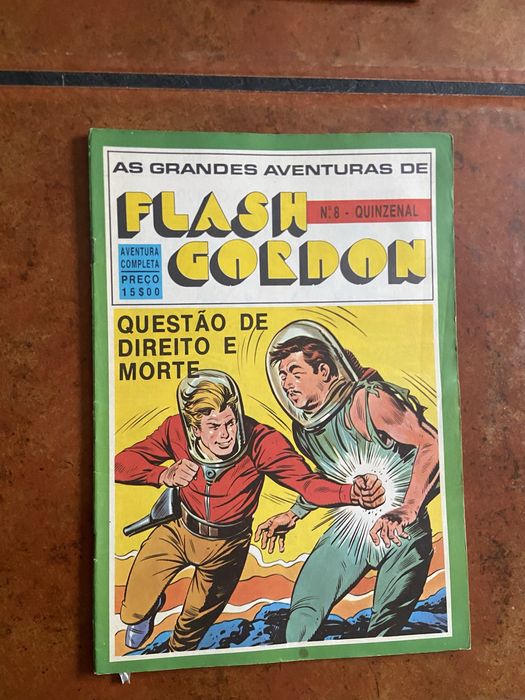 AS GRANDES AVENTURAS DE
FLASH
Nº.8 - QUINZENAL
GORDON
AVENTURA
COMPLETA
PREÇO
15$00
QUESTÃO DE
DIREITO E
MORTE